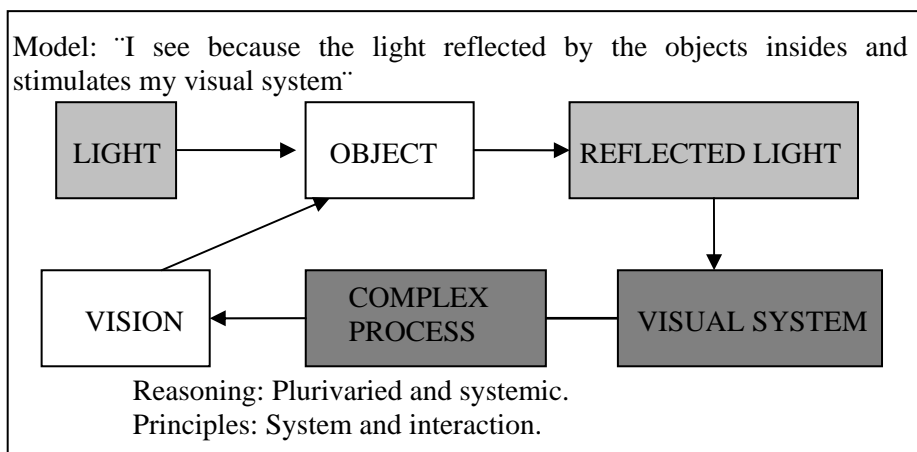 Model: ¨I see because the light reflected by the objects insides and
stimulates my visual system¨
LIGHT
OBJECT
REFLECTED LIGHT
VISION
COMPLEX
PROCESS
VISUAL SYSTEM
Reasoning: Plurivaried and systemic.
Principles: System and interaction.